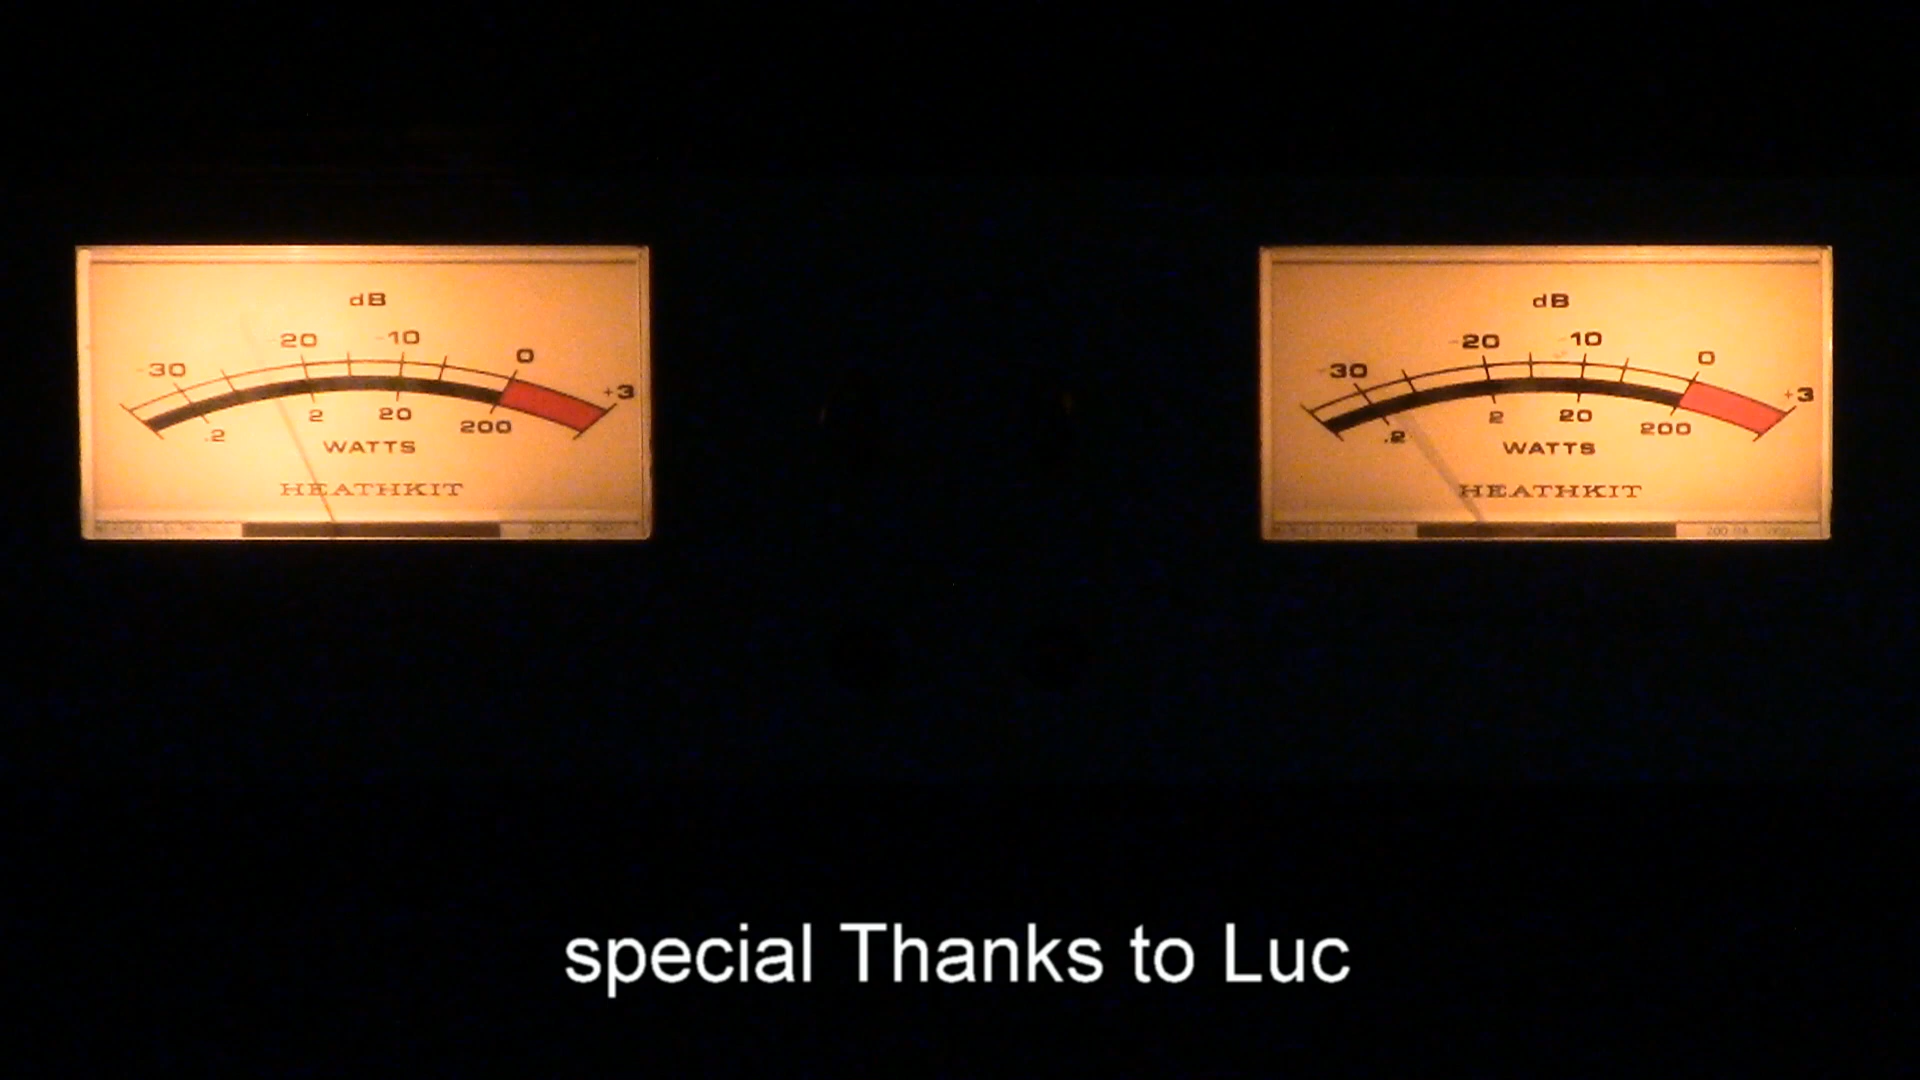 dB
-30 -20 -10 0 +3
.2 2 20 200
WATTS
HEATHKIT
dB
-30 -20 -10 0 +3
.2 2 20 200
WATTS
HEATHKIT
special Thanks to Luc